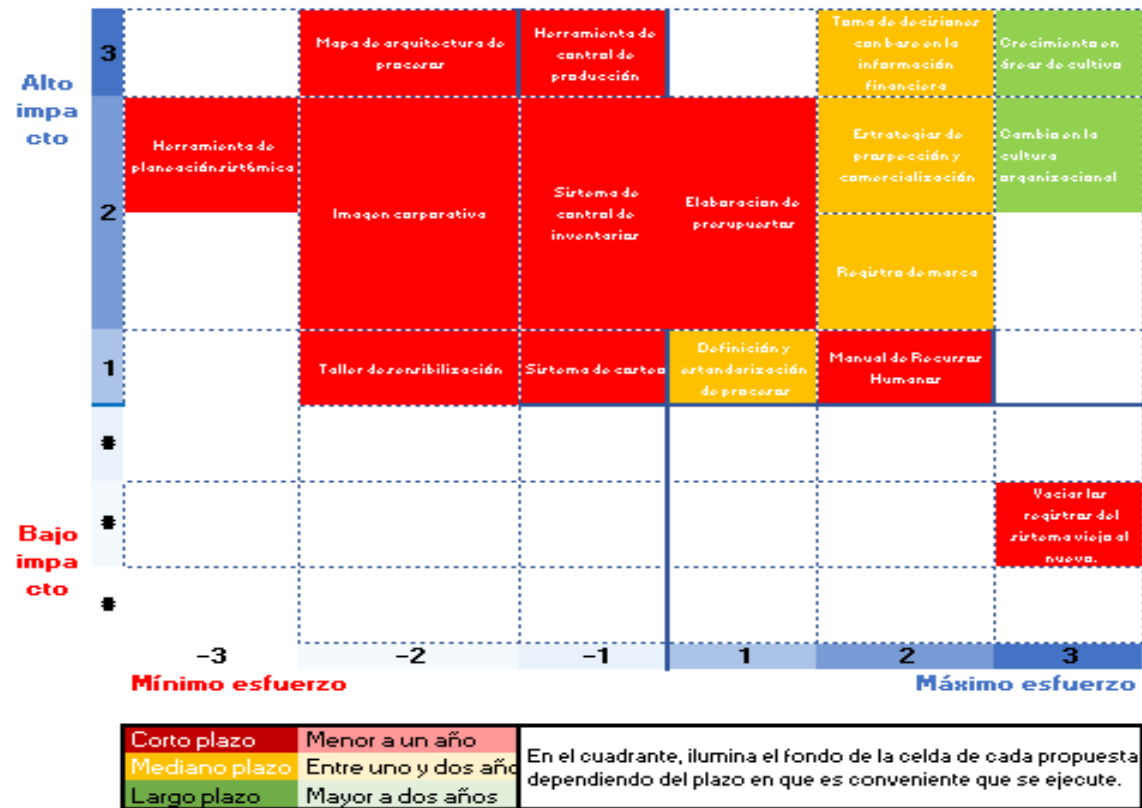 Alto
impa
cto
3
Mapa de arquitectura de
procesos
Herramienta de
control de
producción
Toma de decisiones
con base en la
información
financiera
Crecimiento en
áreas de cultivo
2
Herramienta de
planeación sistémica
Imagen corporativa
Sistema de
control de
inventarios
Elaboracion de
presupuestos
Estrategias de
prospección y
comercialización
Cambio en la
cultura
organizacional
Registro de marca
1
Taller de sensibilización
Sistema de costeo
Definición y
estandarización
de procesos
Manual de Recursos
Humanos
#
Bajo
impa
cto
#
Vaciar los
registros del
sistema viejo al
nuevo.
#
-3 -2 -1 1 2 3
Mínimo esfuerzo Máximo esfuerzo
Corto plazo Menor a un año
Mediano plazo Entre uno y dos año
Largo plazo Mayor a dos años
En el cuadrante, ilumina el fondo de la celda de cada propuesta
dependiendo del plazo en que es conveniente que se ejecute.